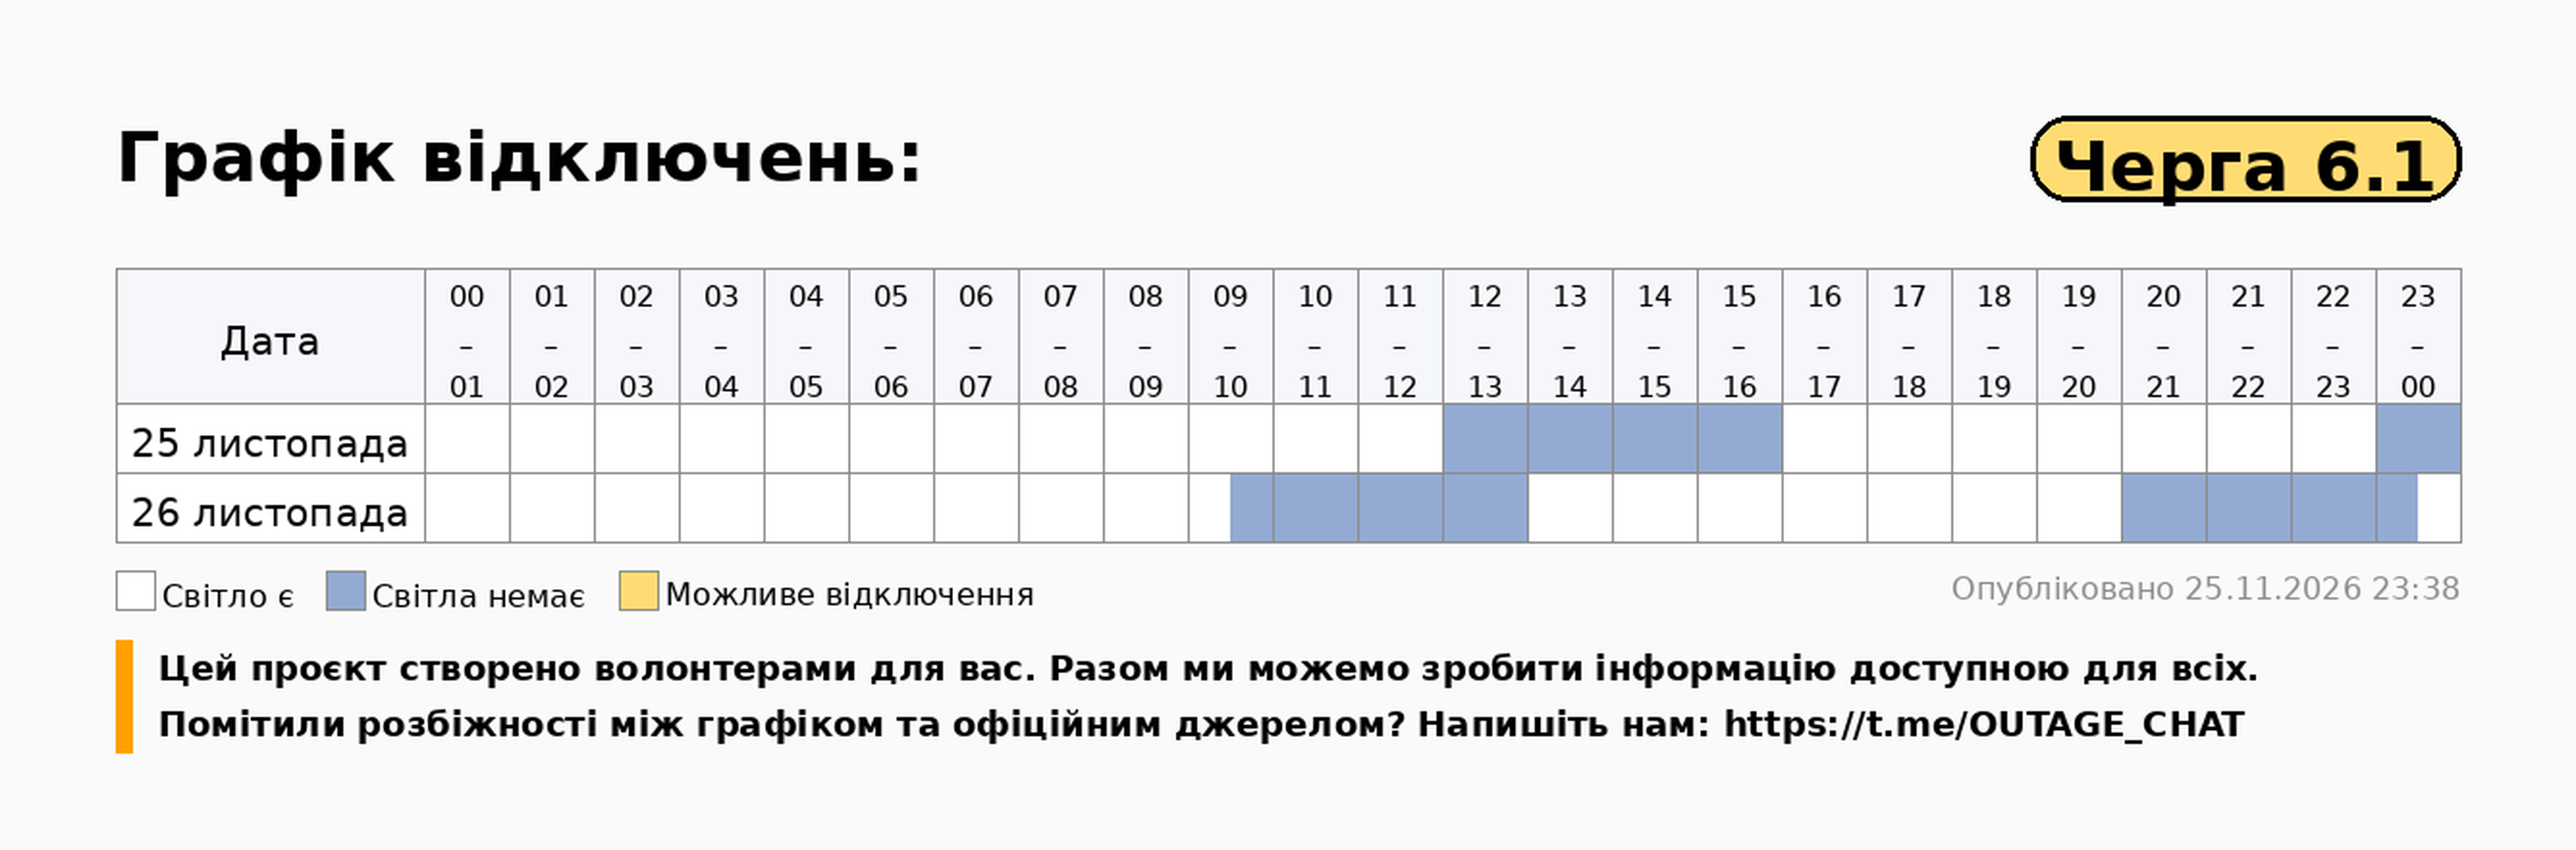 Графік відключень:
Черга 6.1
Дата 00 – 01 01 – 02 02 – 03 03 – 04 04 – 05 05 – 06 06 – 07 07 – 08 08 – 09 09 – 10 10 – 11 11 – 12 12 – 13 13 – 14 14 – 15 15 – 16 16 – 17 17 – 18 18 – 19 19 – 20 20 – 21 21 – 22 22 – 23 23 – 00
25 листопада
26 листопада
Світло є Світла немає Можливе відключення
Опубліковано 25.11.2026 23:38
Цей проєкт створено волонтерами для вас. Разом ми можемо зробити інформацію доступною для всіх.
Помітили розбіжності між графіком та офіційним джерелом? Напишіть нам: https://t.me/OUTAGE_CHAT